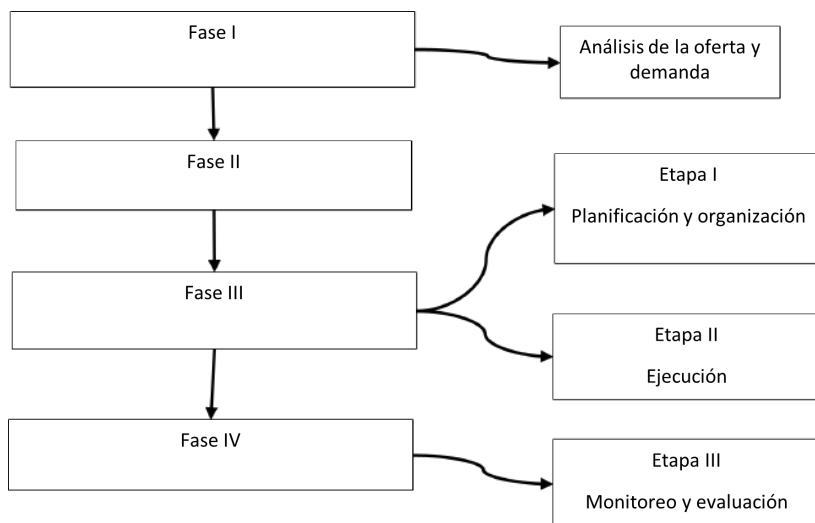 Fase I
Análisis de la oferta y
demanda
Fase II
Etapa I
Planificación y organización
Fase III
Etapa II
Ejecución
Fase IV
Etapa III
Monitoreo y evaluación